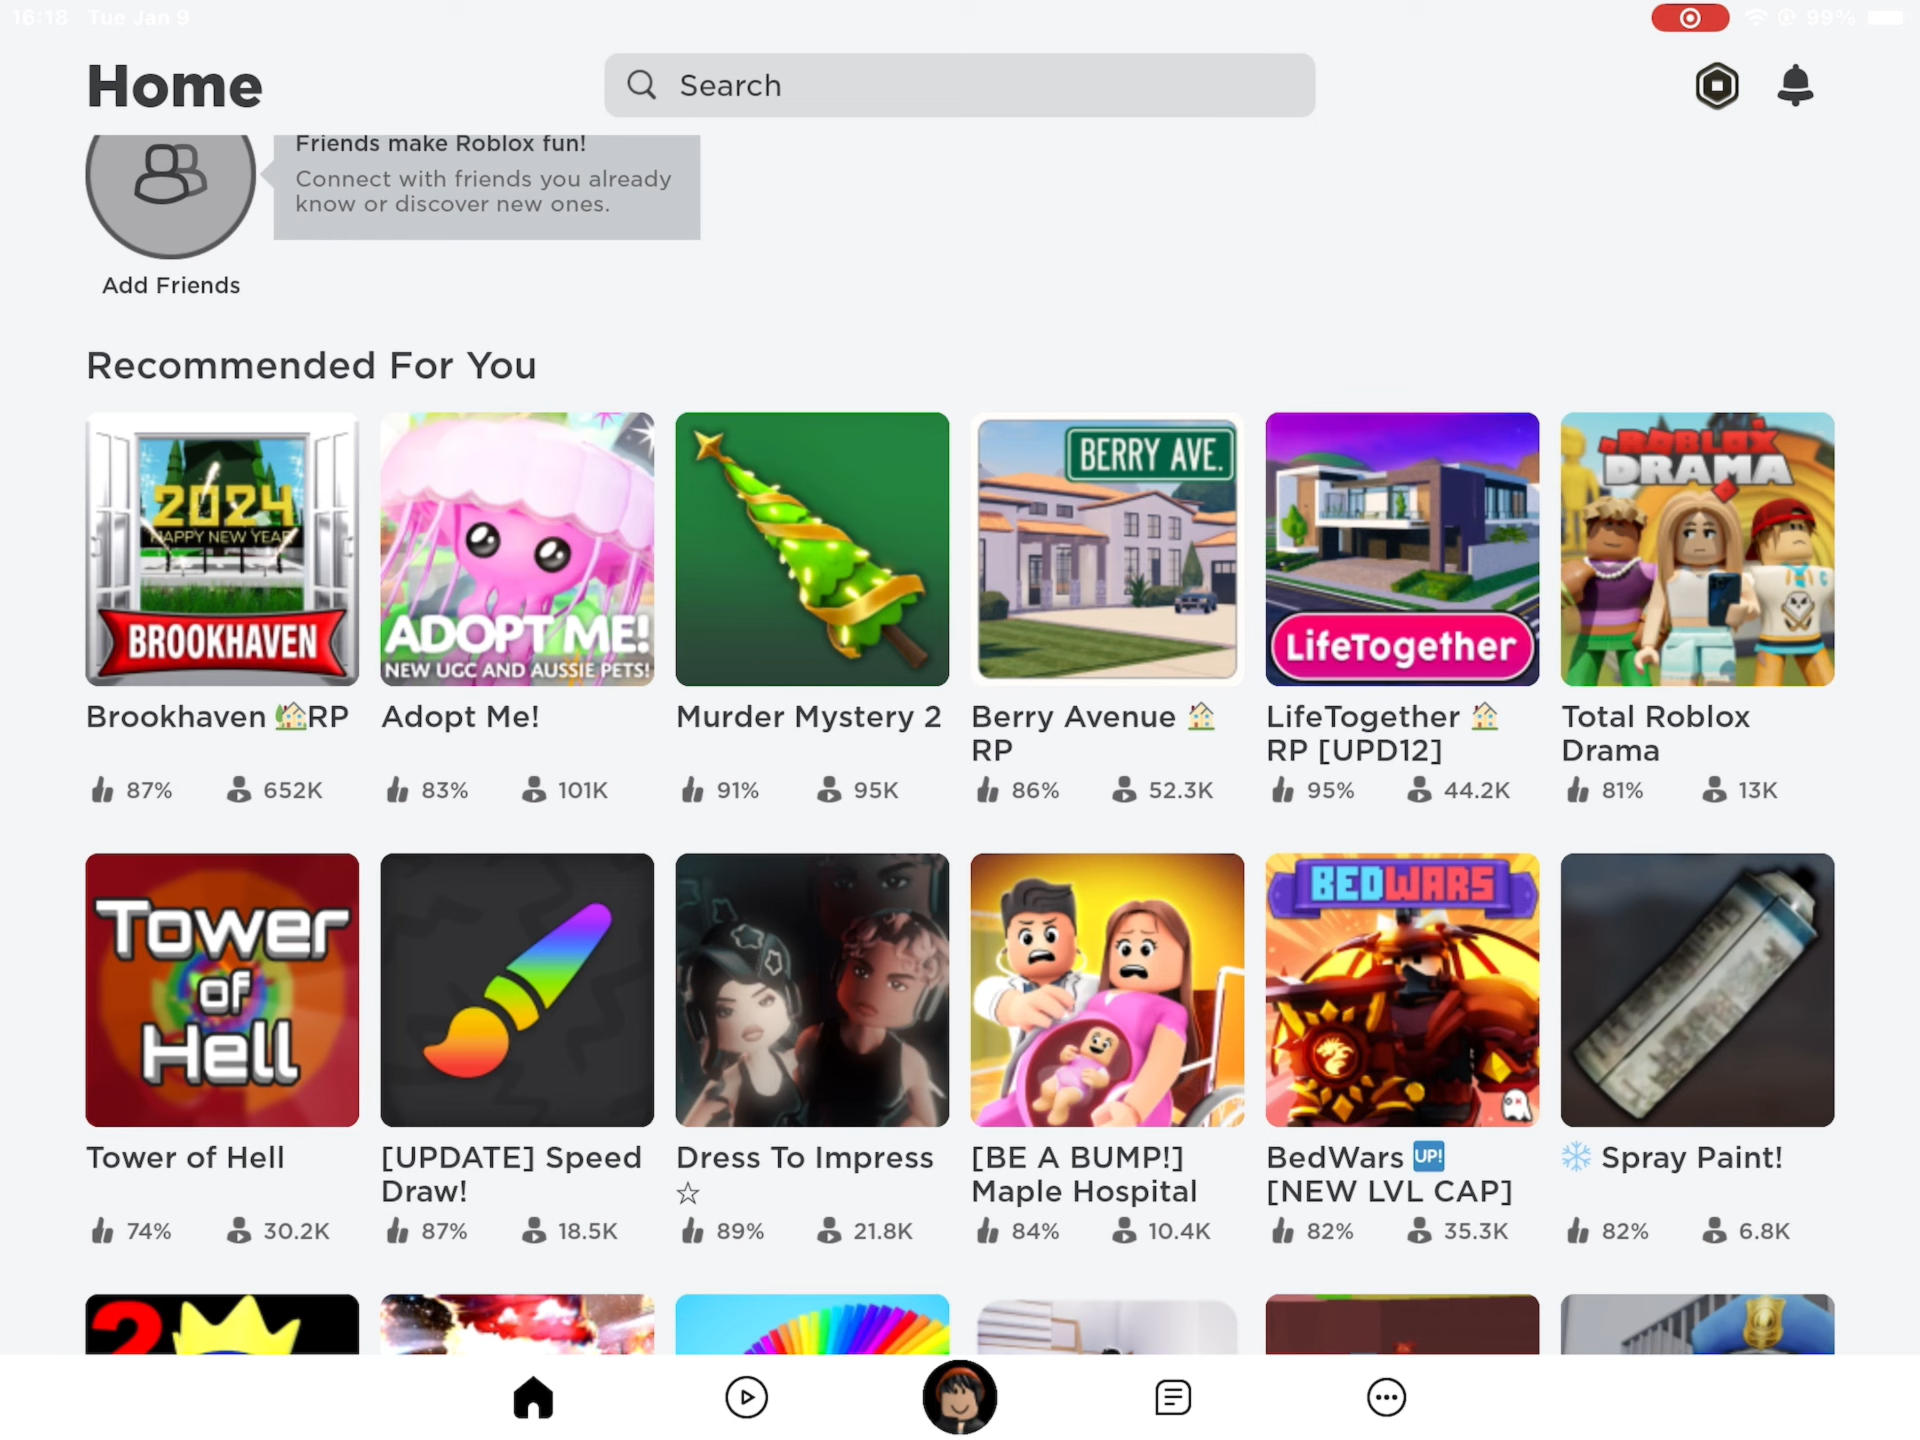 16:18 Tue Jan 9
99%
Home
Search
Friends make Roblox fun!
Connect with friends you already
know or discover new ones.
Add Friends
Recommended For You
2024
HAPPY NEW YEAR
BROOKHAVEN
ADOPT ME!
NEW UGC AND AUSSIE PETS!
BERRY AVE.
LifeTogether
ROBLOX
DRAMA
Brookhaven 🏡RP
Adopt Me!
Murder Mystery 2
Berry Avenue 🏠
RP
LifeTogether 🏠
RP [UPD12]
Total Roblox
Drama
87% 652K
83% 101K
91% 95K
86% 52.3K
95% 44.2K
81% 13K
Tower
of
Hell
BEDWARS
Tower of Hell
[UPDATE] Speed
Draw!
Dress To Impress
☆
[BE A BUMP!]
Maple Hospital
BedWars 🆙
[NEW LVL CAP]
❄️ Spray Paint!
74% 30.2K
87% 18.5K
89% 21.8K
84% 10.4K
82% 35.3K
82% 6.8K
2